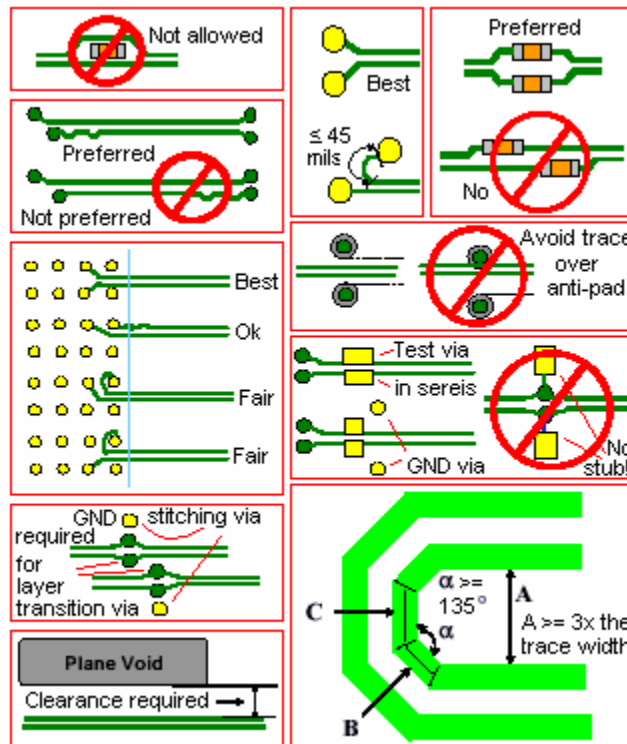 Not allowed
Preferred
Not preferred
Best
≤ 45
mils
Preferred
No
Best
Ok
Fair
Fair
Avoid trace
over
anti-pad
Test via
in sereis
GND via
No
stub!
GND
stitching via
required
for
layer
transition via
Plane Void
Clearance required
C
α >=
135°
α
A
A >= 3x the
trace width
B